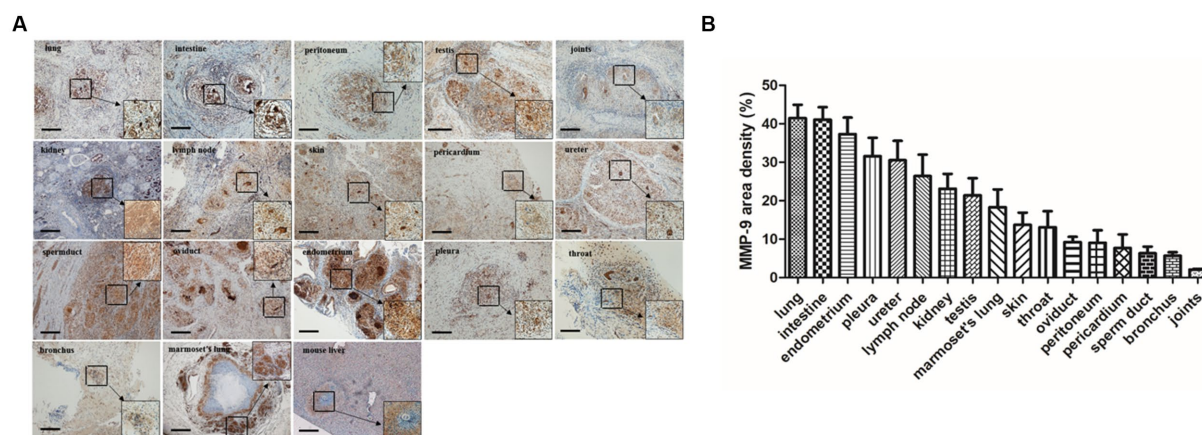 A
lung
intestine
peritoneum
testis
joints
kidney
lymph node
skin
pericardium
ureter
spermduct
oviduct
endometrium
pleura
throat
bronchus
marmoset's lung
mouse liver
B
MMP-9 area density (%)
50
40
30
20
10
0
lung
intestine
endometrium
pleura
ureter
lymph node
kidney
testis
marmoset's lung
skin
throat
oviduct
peritoneum
pericardium
sperm duct
bronchus
joints